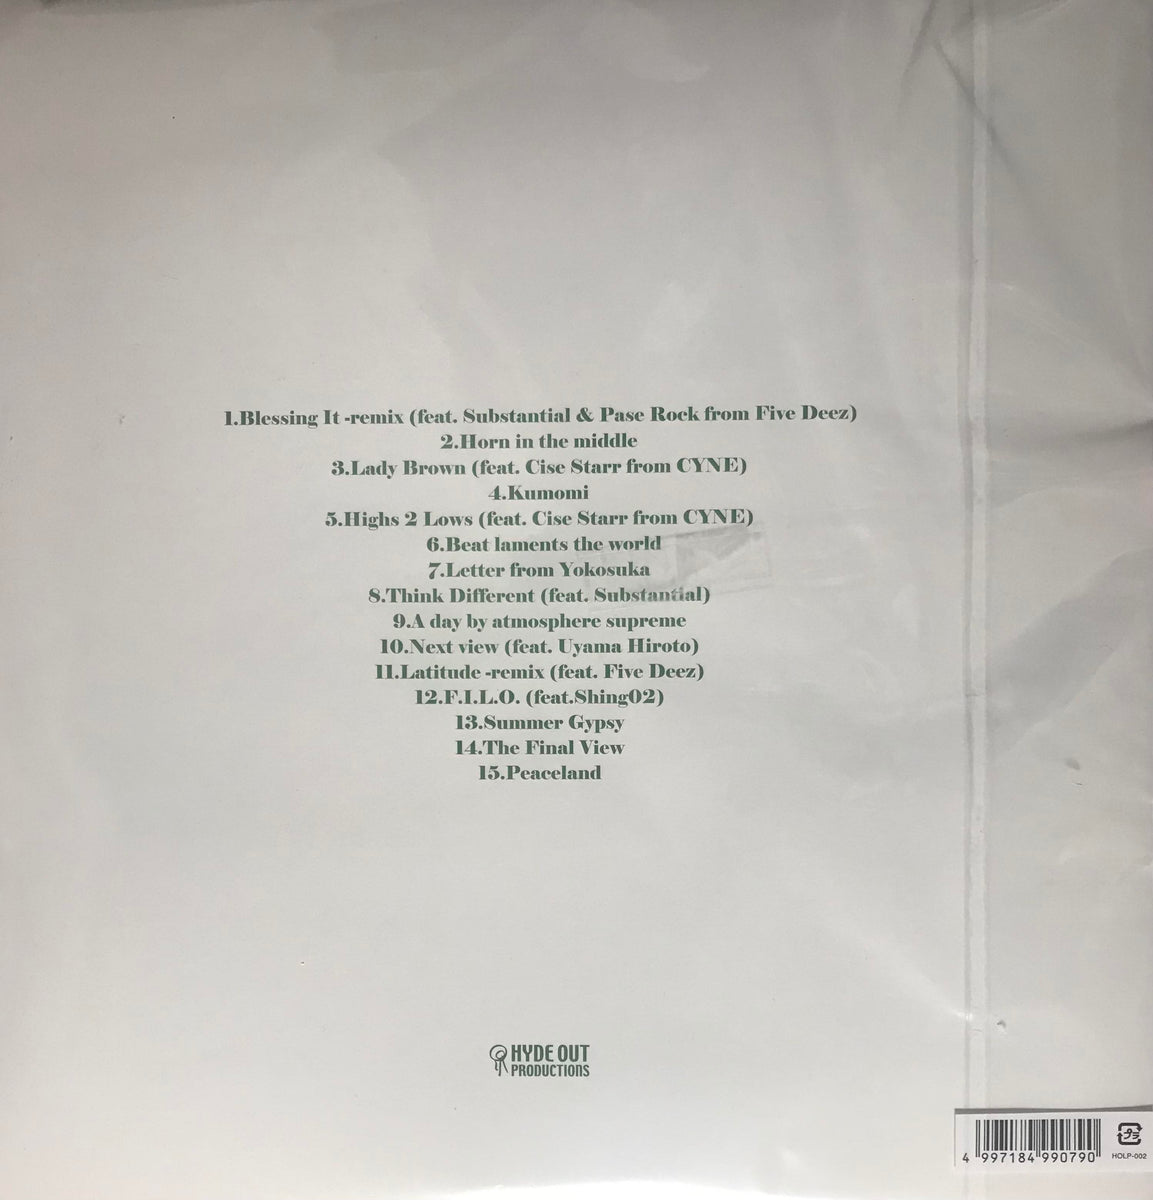 1.Blessing It -remix (feat. Substantial & Pase Rock from Five Deez)
2.Horn in the middle
3.Lady Brown (feat. Cise Starr from CYNE)
4.Kumomi
5.Highs 2 Lows (feat. Cise Starr from CYNE)
6.Beat laments the world
7.Letter from Yokosuka
8.Think Different (feat. Substantial)
9.A day by atmosphere supreme
10.Next view (feat. Uyama Hiroto)
11.Latitude -remix (feat. Five Deez)
12.F.I.L.O. (feat.Shing02)
13.Summer Gypsy
14.The Final View
15.Peaceland
HYDE OUT
PRODUCTIONS
プラ
4 997184 990790
HOLP-002